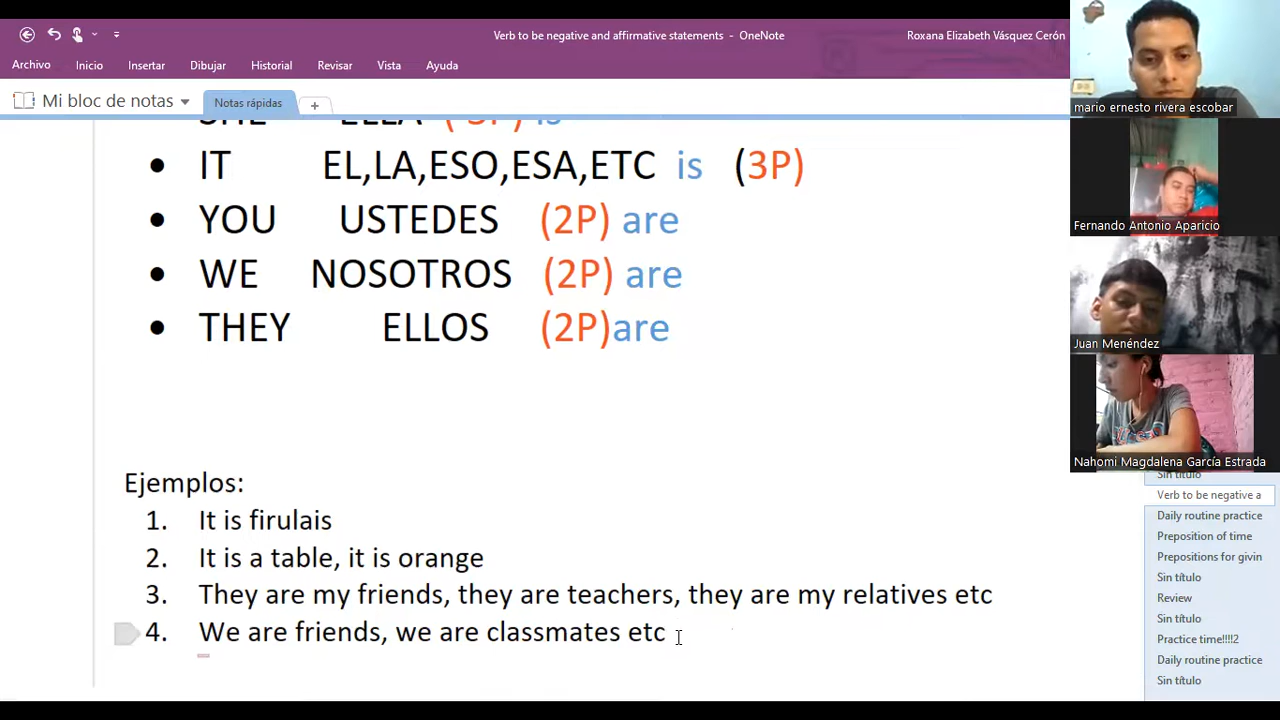 Verb to be negative and affirmative statements - OneNote
Roxana Elizabeth Vásquez Cerón
Archivo Inicio Insertar Dibujar Historial Revisar Vista Ayuda
Mi bloc de notas
Notas rápidas
SHE ELLA (3P) is
• IT EL,LA,ESO,ESA,ETC is (3P)
• YOU USTEDES (2P) are
• WE NOSOTROS (2P) are
• THEY ELLOS (2P)are
Ejemplos:
1. It is firulais
2. It is a table, it is orange
3. They are my friends, they are teachers, they are my relatives etc
4. We are friends, we are classmates etc
mario ernesto rivera escobar
Fernando Antonio Aparicio
Juan Menéndez
Nahomi Magdalena García Estrada
Sin título
Verb to be negative a
Daily routine practice
Preposition of time
Prepositions for givin
Sin título
Review
Sin título
Practice time!!!!2
Daily routine practice
Sin título